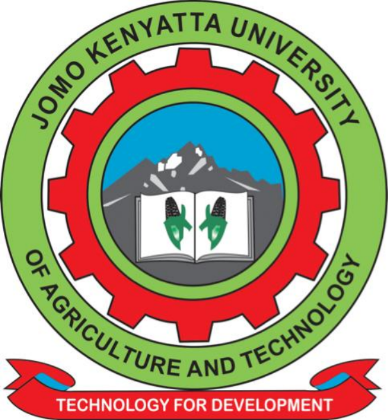 JOMO KENYATTA UNIVERSITY
OF AGRICULTURE AND TECHNOLOGY
TECHNOLOGY FOR DEVELOPMENT